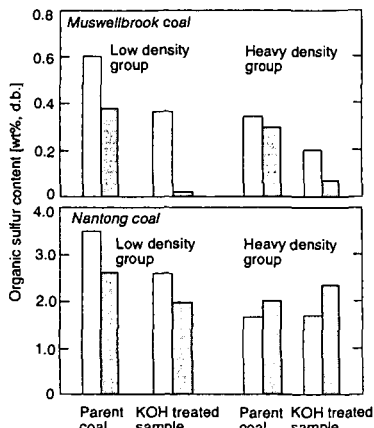 0.8
Muswellbrook coal
Low density
group
Heavy density
group
0.6
0.4
0.2
0
Organic sulfur content [wt%, d.b.]
4.0
Nantong coal
Low density
group
Heavy density
group
3.0
2.0
1.0
0
Parent KOH treated Parent KOH treated
coal sample coal sample